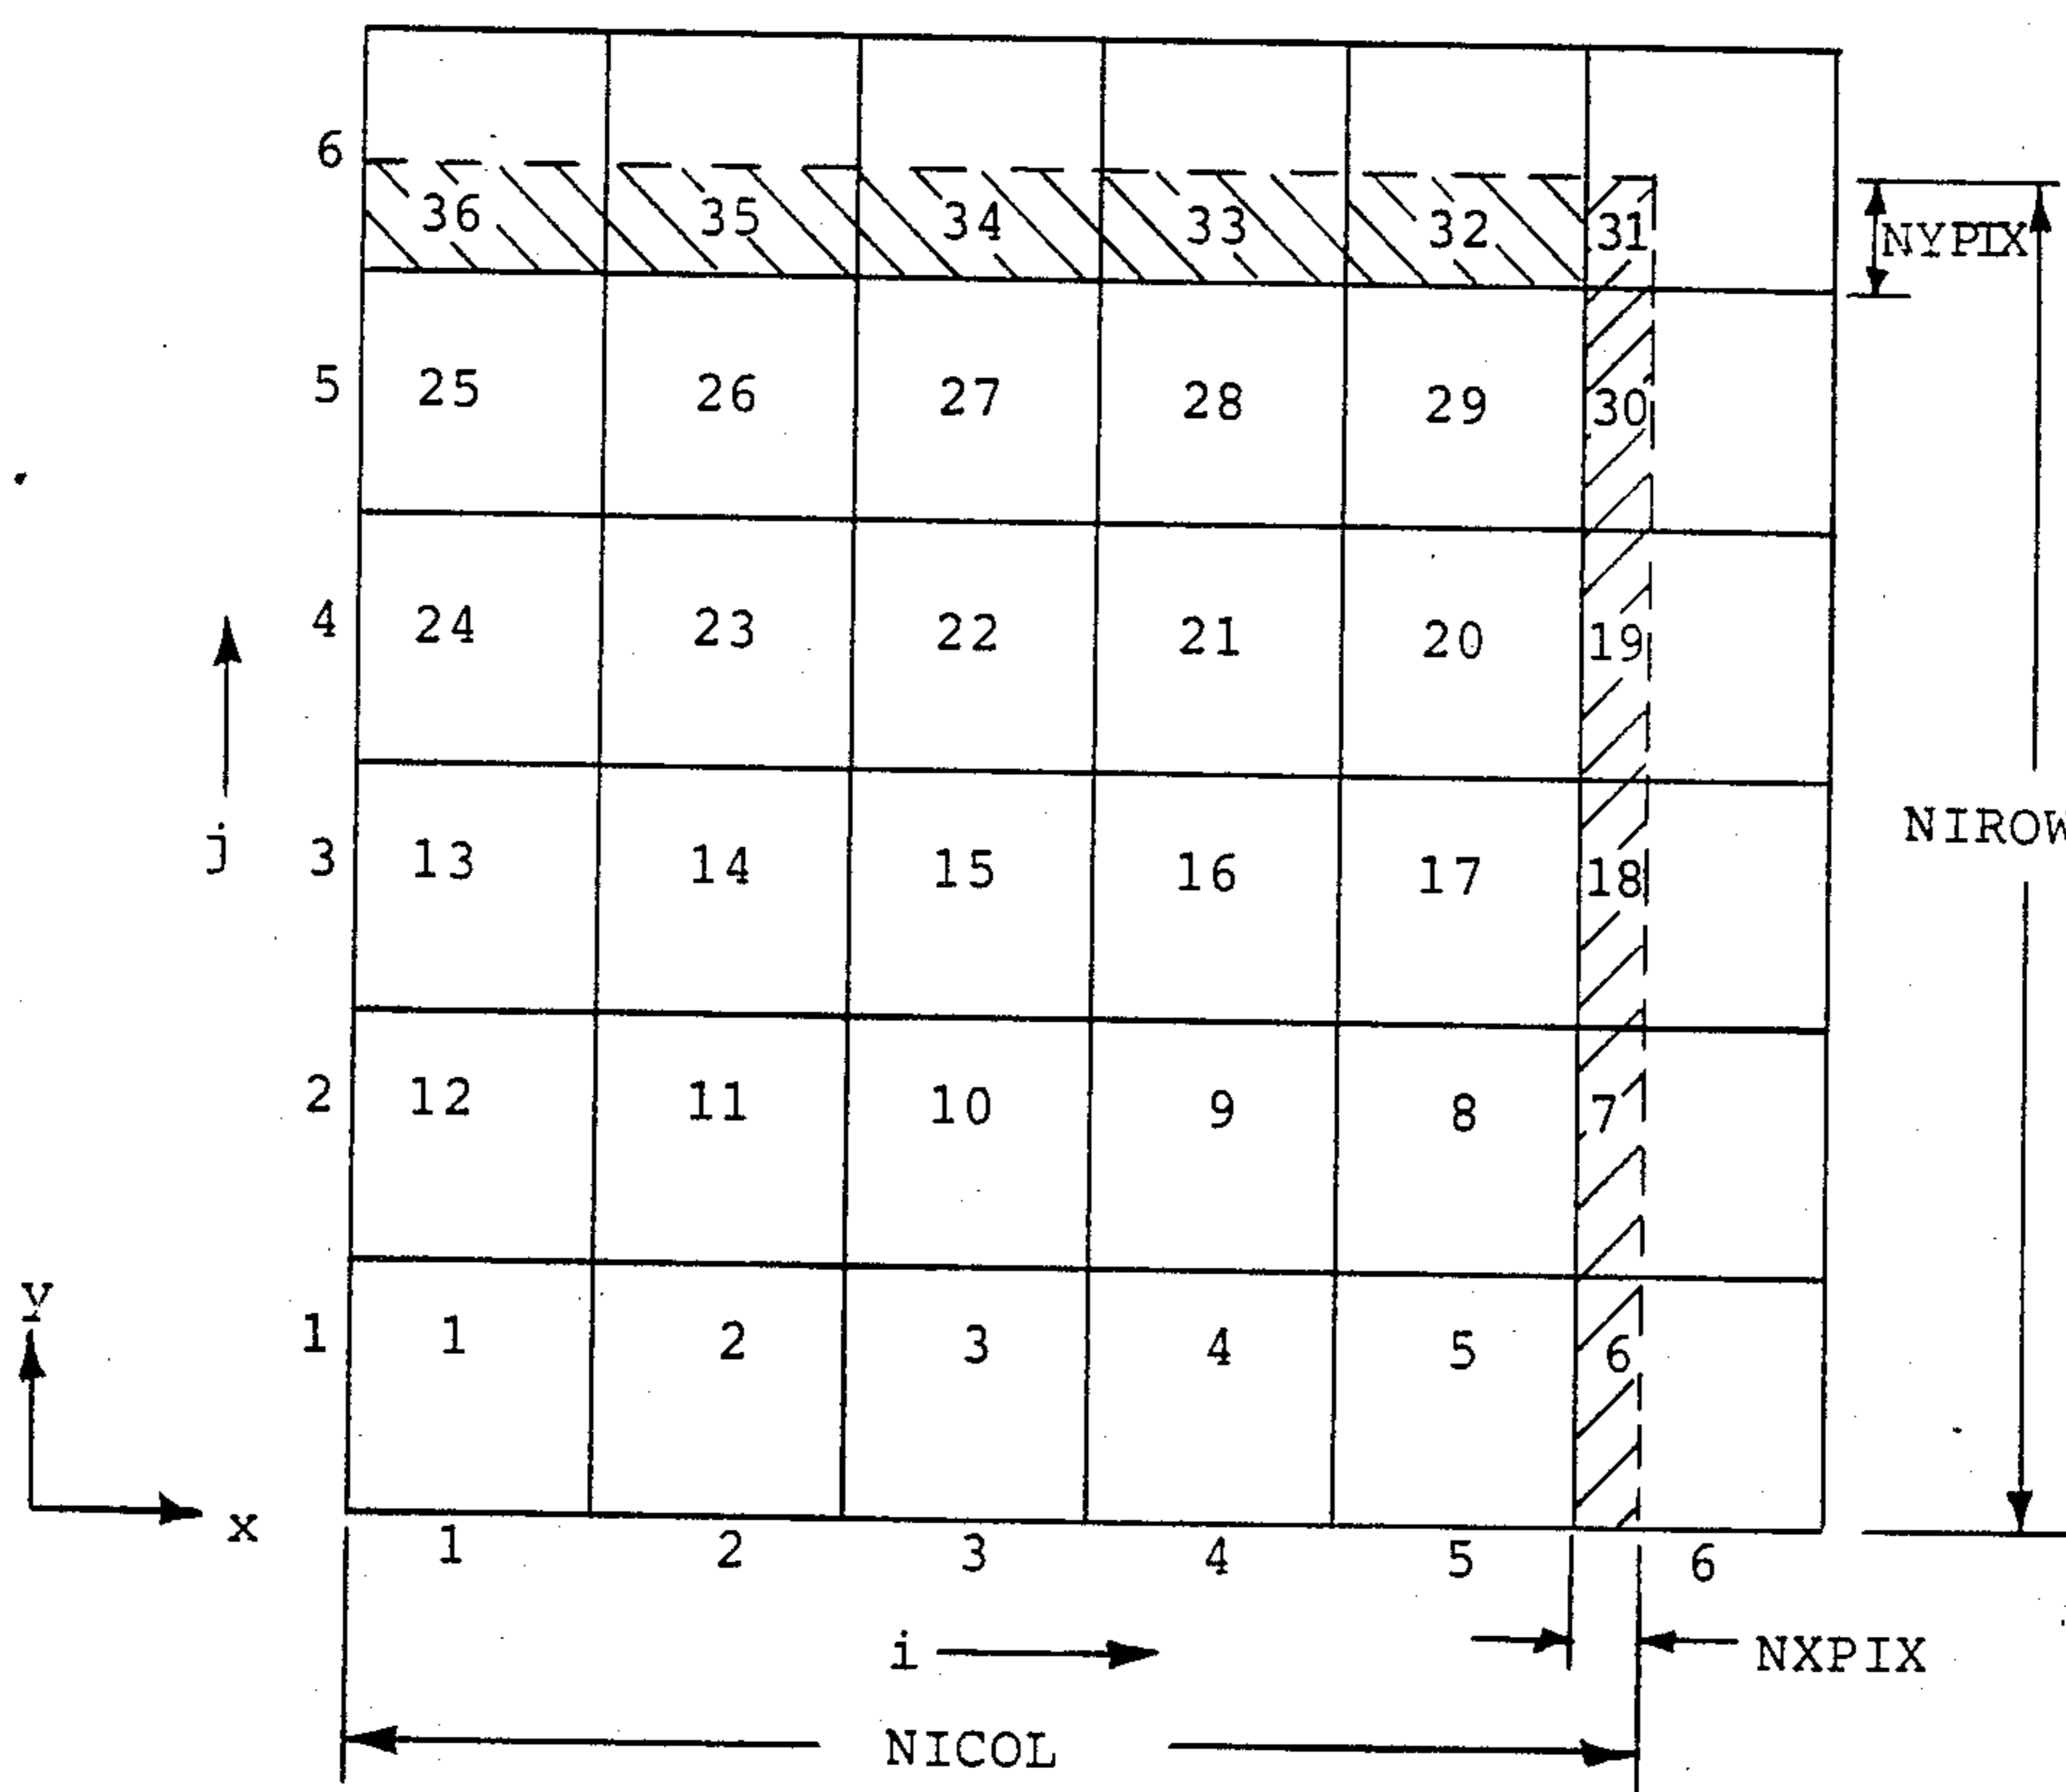 6
36 35 34 33 32 31
NYPIX
5 25 26 27 28 29 30
4 24 23 22 21 20 19
j 3 13 14 15 16 17 18
NIROW
2 12 11 10 9 8 7
y
1 1 2 3 4 5 6
x
1 2 3 4 5 6
i
NXPIX
NICOL